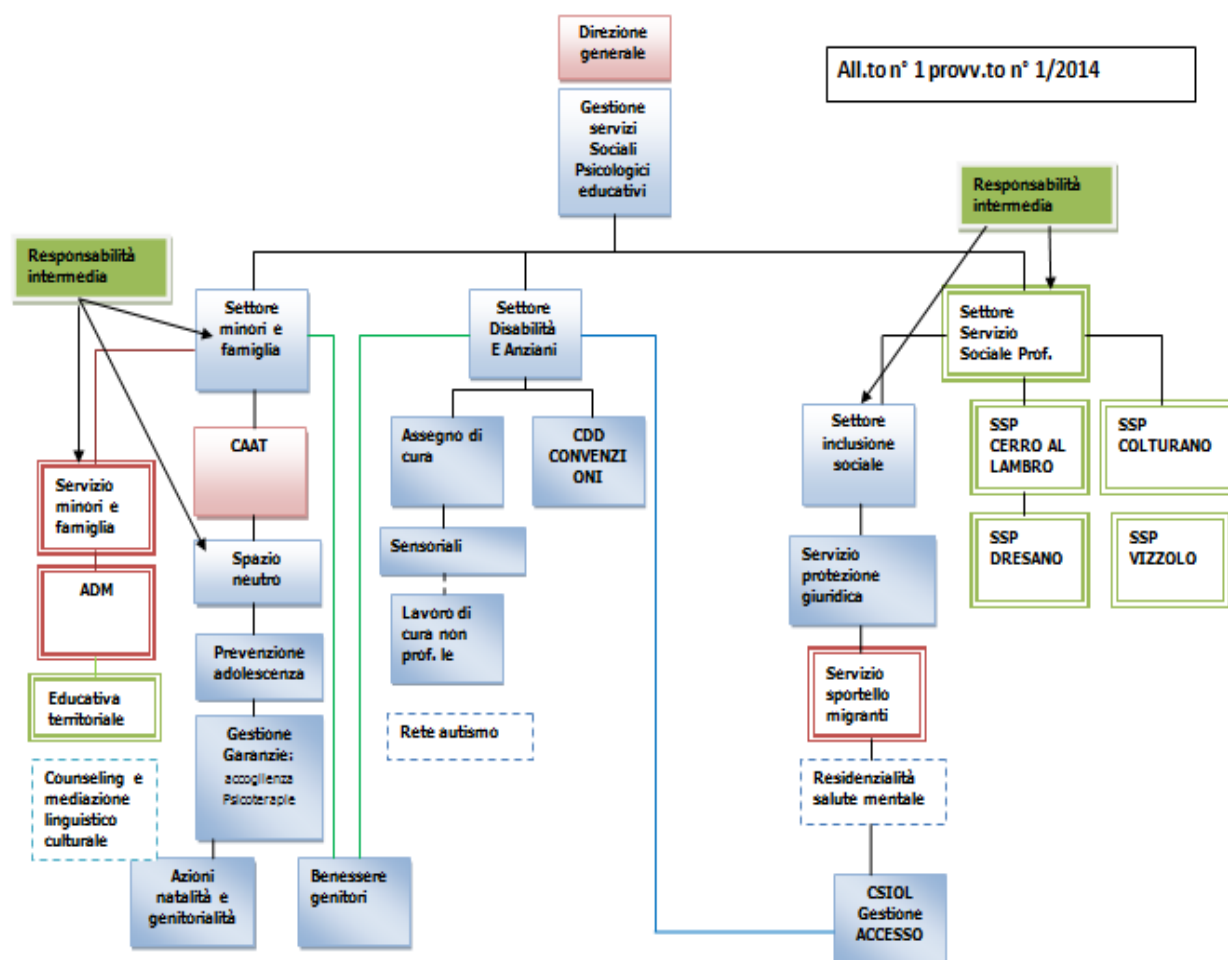 Direzione
generale
All.to n° 1 provv.to n° 1/2014
Gestione
servizi
Sociali
Psicologici
educativi
Responsabilità
intermedia
Responsabilità
intermedia
Settore
minori e
famiglia
Settore
Disabilità
E Anziani
Settore
Servizio
Sociale Prof.
CAAT
Assegno di
cura
CDD
CONVENZI
ONI
Settore
inclusione
sociale
SSP
CERRO AL
LAMBRO
SSP
COLTURANO
Servizio
minori e
famiglia
Spazio
neutro
Sensoriali
Servizio
protezione
giuridica
SSP
DRESANO
SSP
VIZZOLO
ADM
Lavoro di
cura non
prof. le
Prevenzione
adolescenza
Servizio
sportello
migranti
Educativa
territoriale
Gestione
Garanzie:
accoglienza
Psicoterapie
Rete autismo
Counseling e
mediazione
linguistico
culturale
Residenzialità
salute mentale
Azioni
natalità e
genitorialità
Benessere
genitori
CSIOL
Gestione
ACCESSO